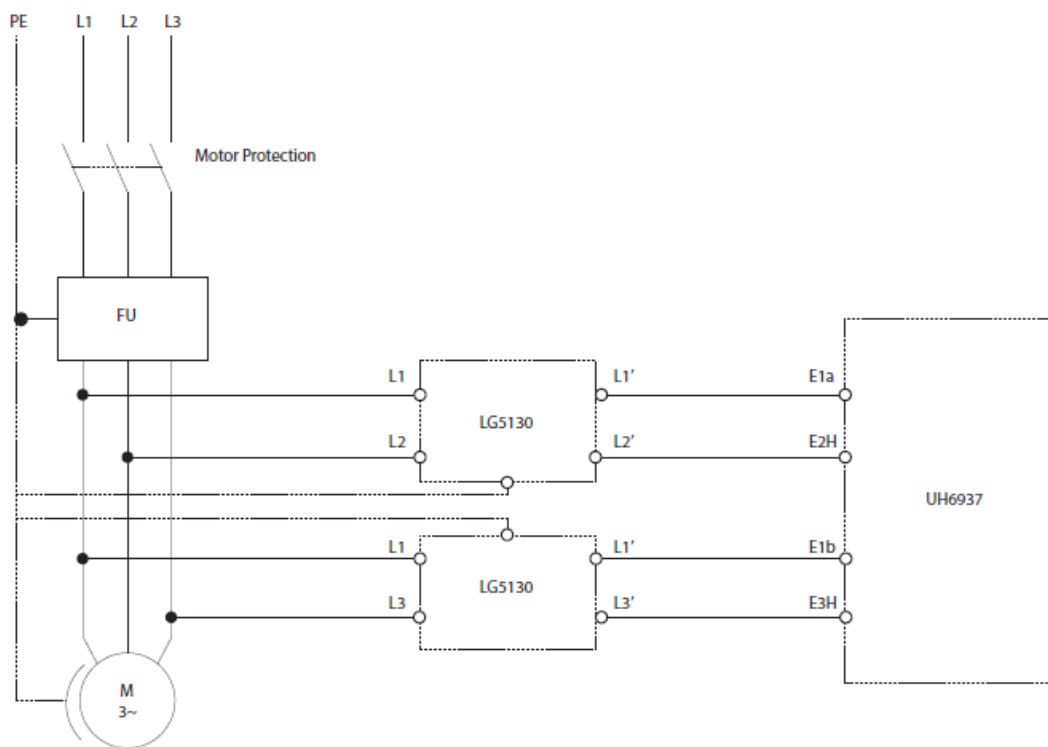 PE L1 L2 L3
Motor Protection
FU
L1 L1’ E1a
LG5130
L2 L2’ E2H
UH6937
L1 L1’ E1b
LG5130
L3 L3’ E3H
M
3~